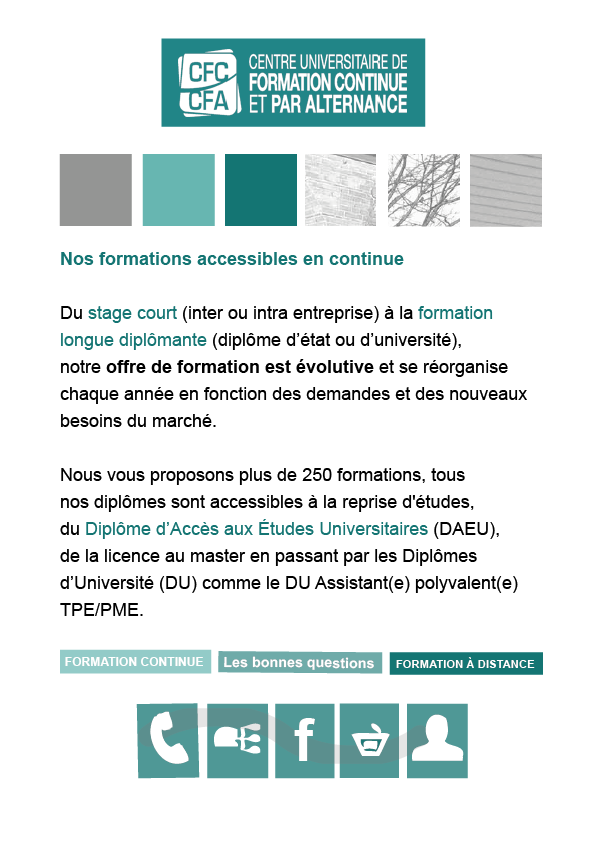 CFC
CFA
CENTRE UNIVERSITAIRE DE
FORMATION CONTINUE
ET PAR ALTERNANCE
Nos formations accessibles en continue
Du stage court (inter ou intra entreprise) à la formation
longue diplômante (diplôme d’état ou d’université),
notre offre de formation est évolutive et se réorganise
chaque année en fonction des demandes et des nouveaux
besoins du marché.
Nous vous proposons plus de 250 formations, tous
nos diplômes sont accessibles à la reprise d'études,
du Diplôme d’Accès aux Études Universitaires (DAEU),
de la licence au master en passant par les Diplômes
d’Université (DU) comme le DU Assistant(e) polyvalent(e)
TPE/PME.
FORMATION CONTINUE
Les bonnes questions
FORMATION À DISTANCE
f